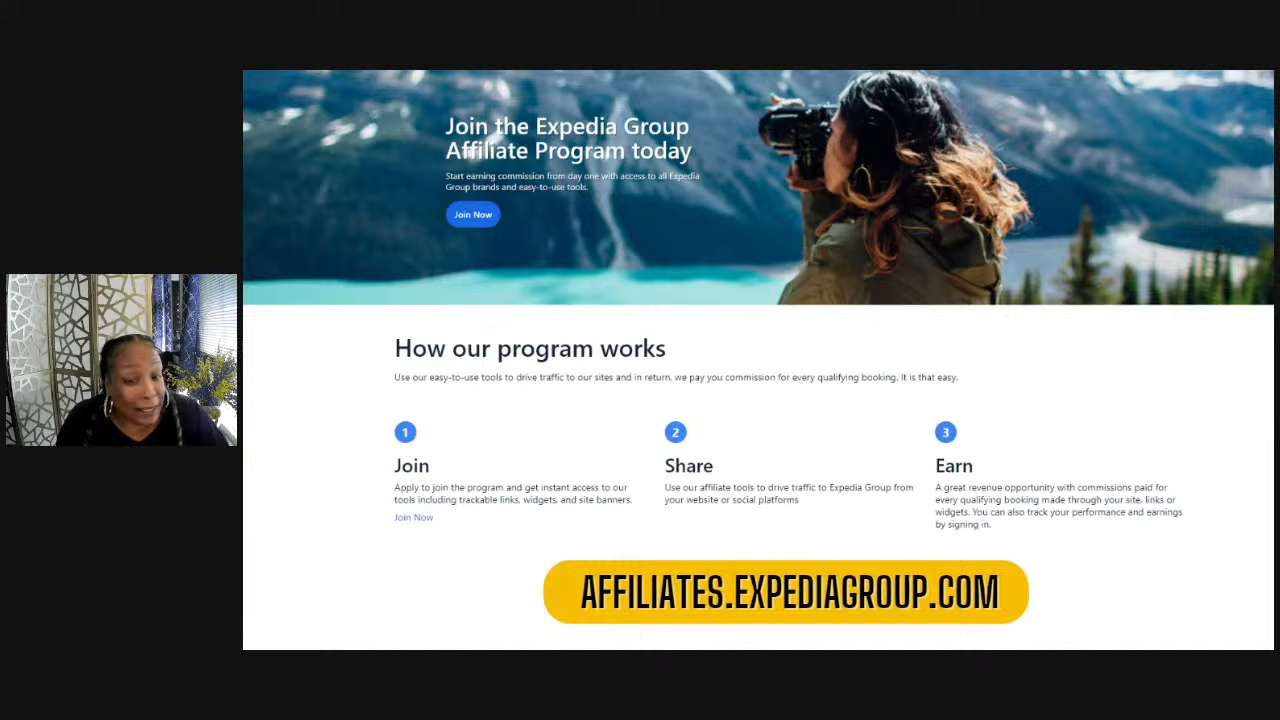 Join the Expedia Group
Affiliate Program today
Start earning commission from day one with access to all Expedia
Group brands and easy-to-use tools.
Join Now
How our program works
Use our easy-to-use tools to drive traffic to our sites and in return, we pay you commission for every qualifying booking. It is that easy.
1
Join
Apply to join the program and get instant access to our
tools including trackable links, widgets, and site banners.
Join Now
2
Share
Use our affiliate tools to drive traffic to Expedia Group from
your website or social platforms
3
Earn
A great revenue opportunity with commissions paid for
every qualifying booking made through your site, links or
widgets. You can also track your performance and earnings
by signing in.
AFFILIATES.EXPEDIAGROUP.COM